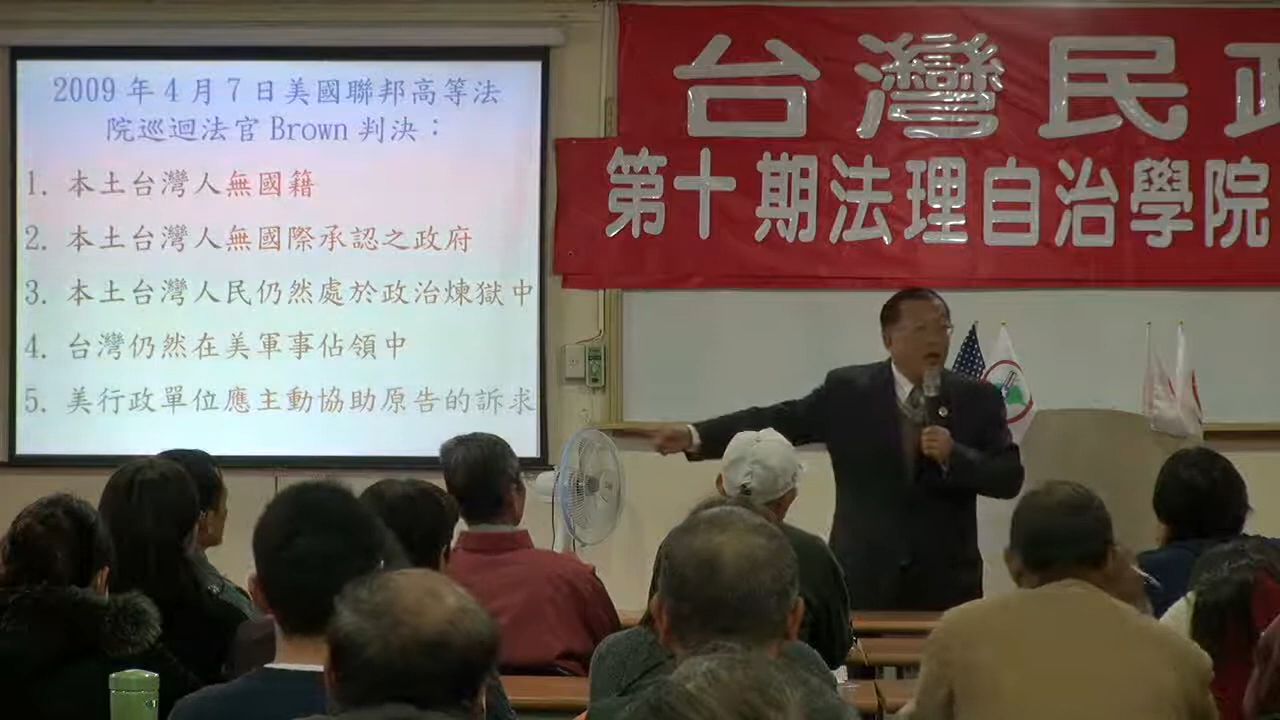 2009 年 4 月 7 日美國聯邦高等法
院巡迴法官 Brown 判決：
1. 本土台灣人無國籍
2. 本土台灣人無國際承認之政府
3. 本土台灣人民仍然處於政治煉獄中
4. 台灣仍然在美軍事佔領中
5. 美行政單位應主動協助原告的訴求
台灣民政
第十期法理自治學院